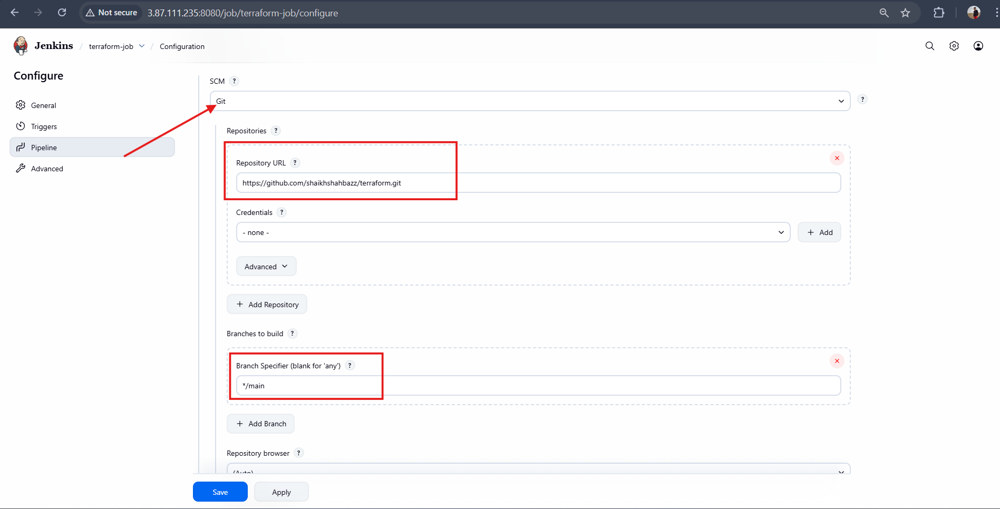 Not secure 3.87.111.235:8080/job/terraform-job/configure
Jenkins / terraform-job / Configuration
Configure
General
Triggers
Pipeline
Advanced
SCM ?
Git
?
Repositories ?
Repository URL ?
https://github.com/shaikhshahbazz/terraform.git
Credentials ?
- none -
+ Add
Advanced
+ Add Repository
Branches to build ?
Branch Specifier (blank for 'any') ?
*/main
+ Add Branch
Repository browser ?
(Auto)
Save
Apply